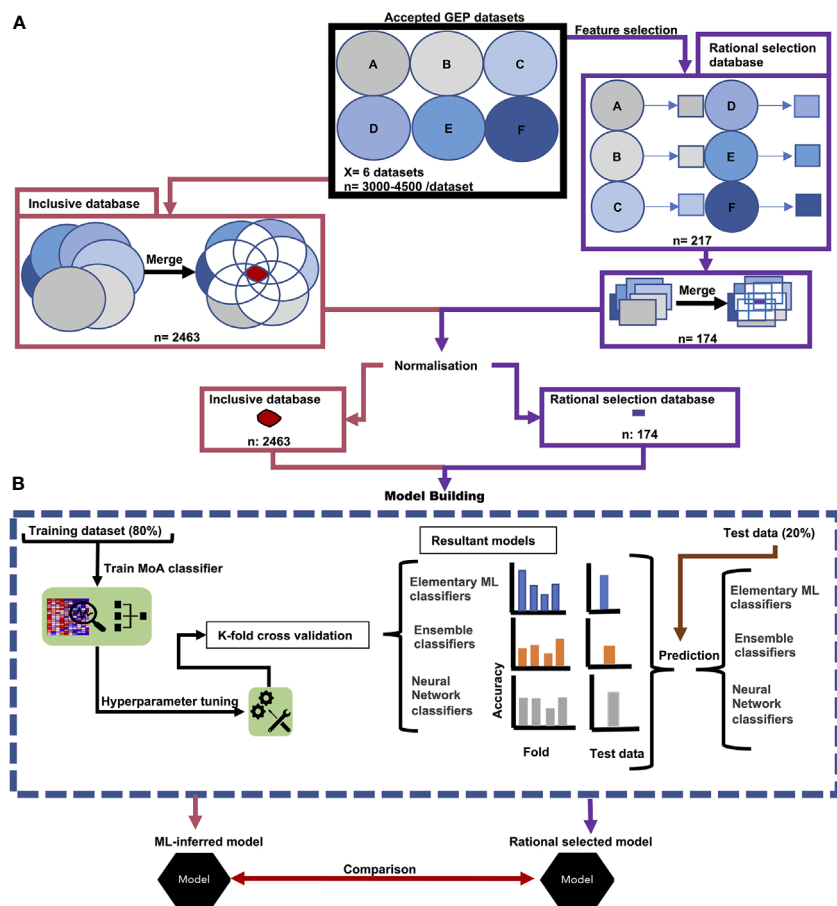 A
Accepted GEP datasets
A
B
C
D
E
F
X= 6 datasets
n= 3000-4500 /dataset
Feature selection
Rational selection
database
A
D
B
E
C
F
n= 217
Inclusive database
Merge
n= 2463
Merge
n= 174
Normalisation
Inclusive database
n: 2463
Rational selection database
n: 174
B
Model Building
Training dataset (80%)
Train MoA classifier
K-fold cross validation
Hyperparameter tuning
Resultant models
Elementary ML
classifiers
Ensemble
classifiers
Neural
Network
classifiers
Accuracy
Fold
Test data
Test data (20%)
Prediction
Elementary ML
classifiers
Ensemble
classifiers
Neural
Network
classifiers
ML-inferred model
Model
Comparison
Rational selected model
Model